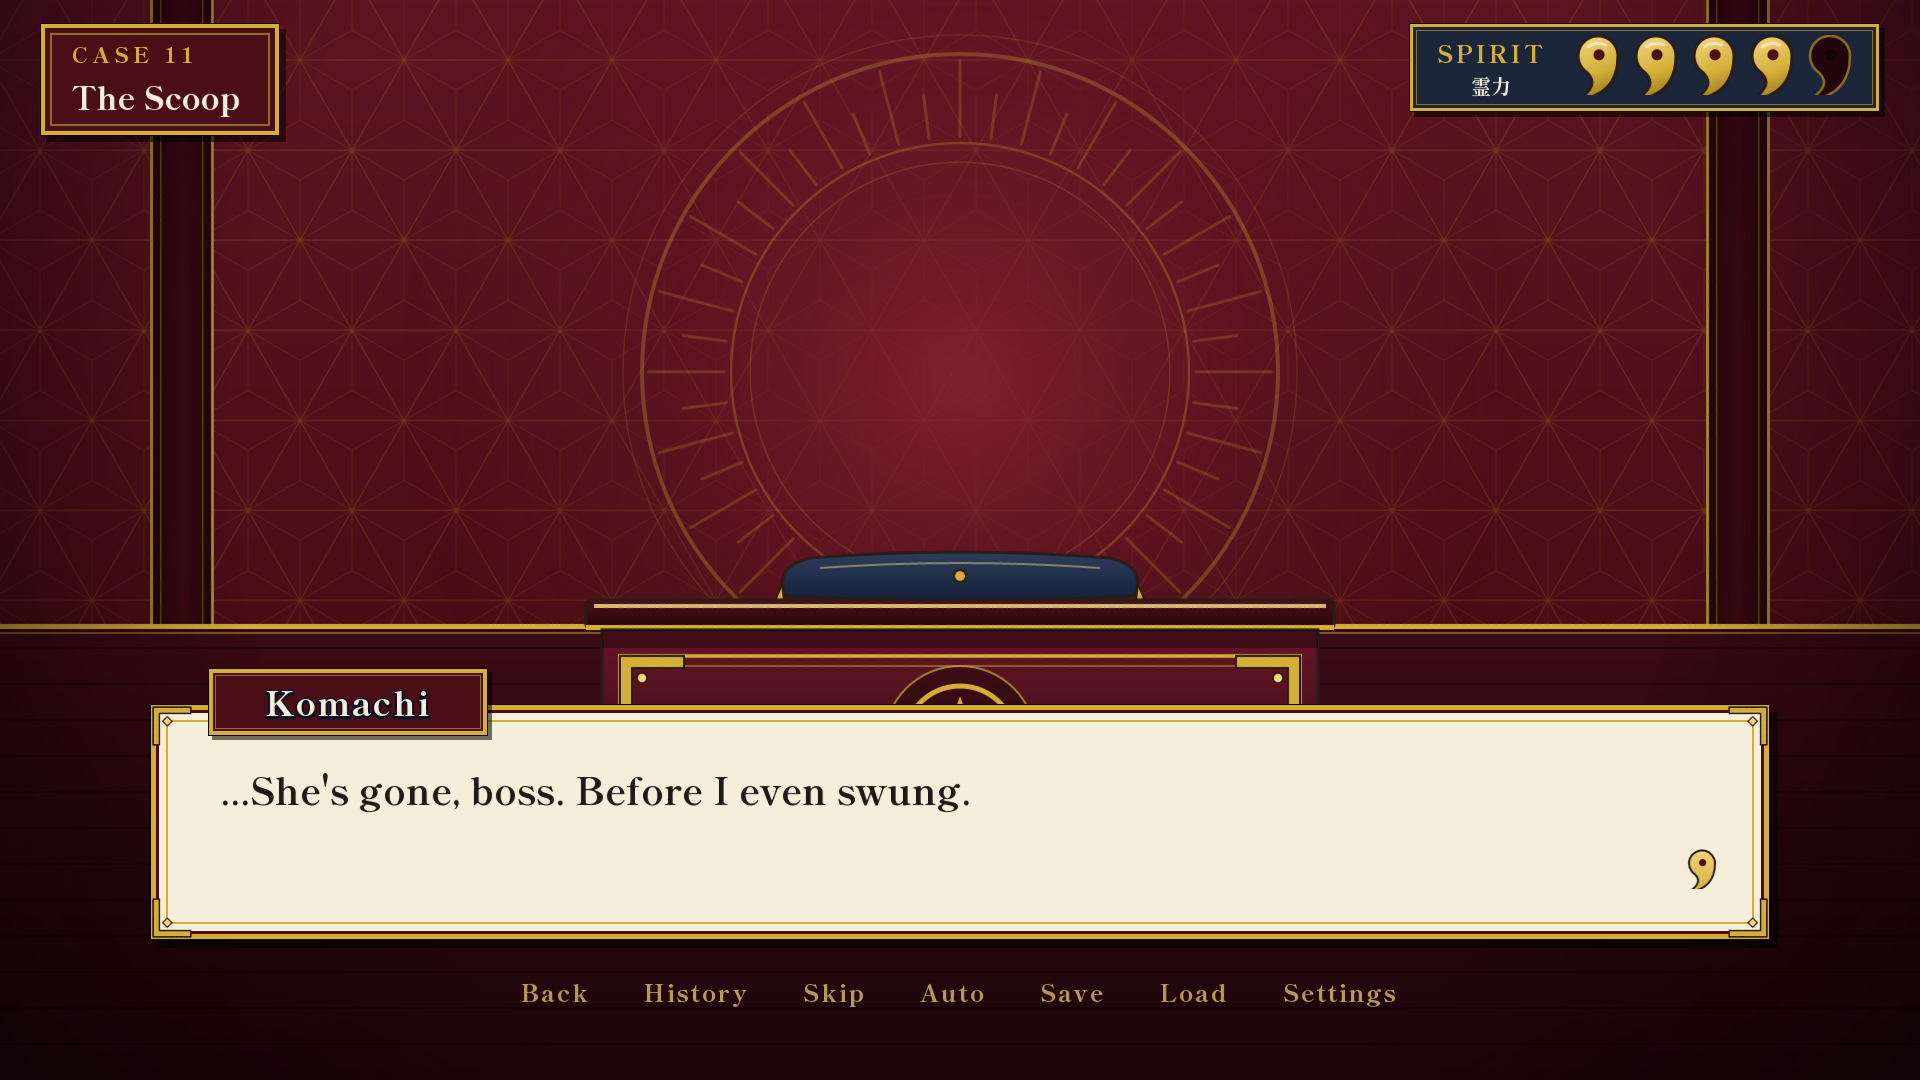 CASE 11
The Scoop
SPIRIT
霊力
Komachi
...She's gone, boss. Before I even swung.
Back History Skip Auto Save Load Settings